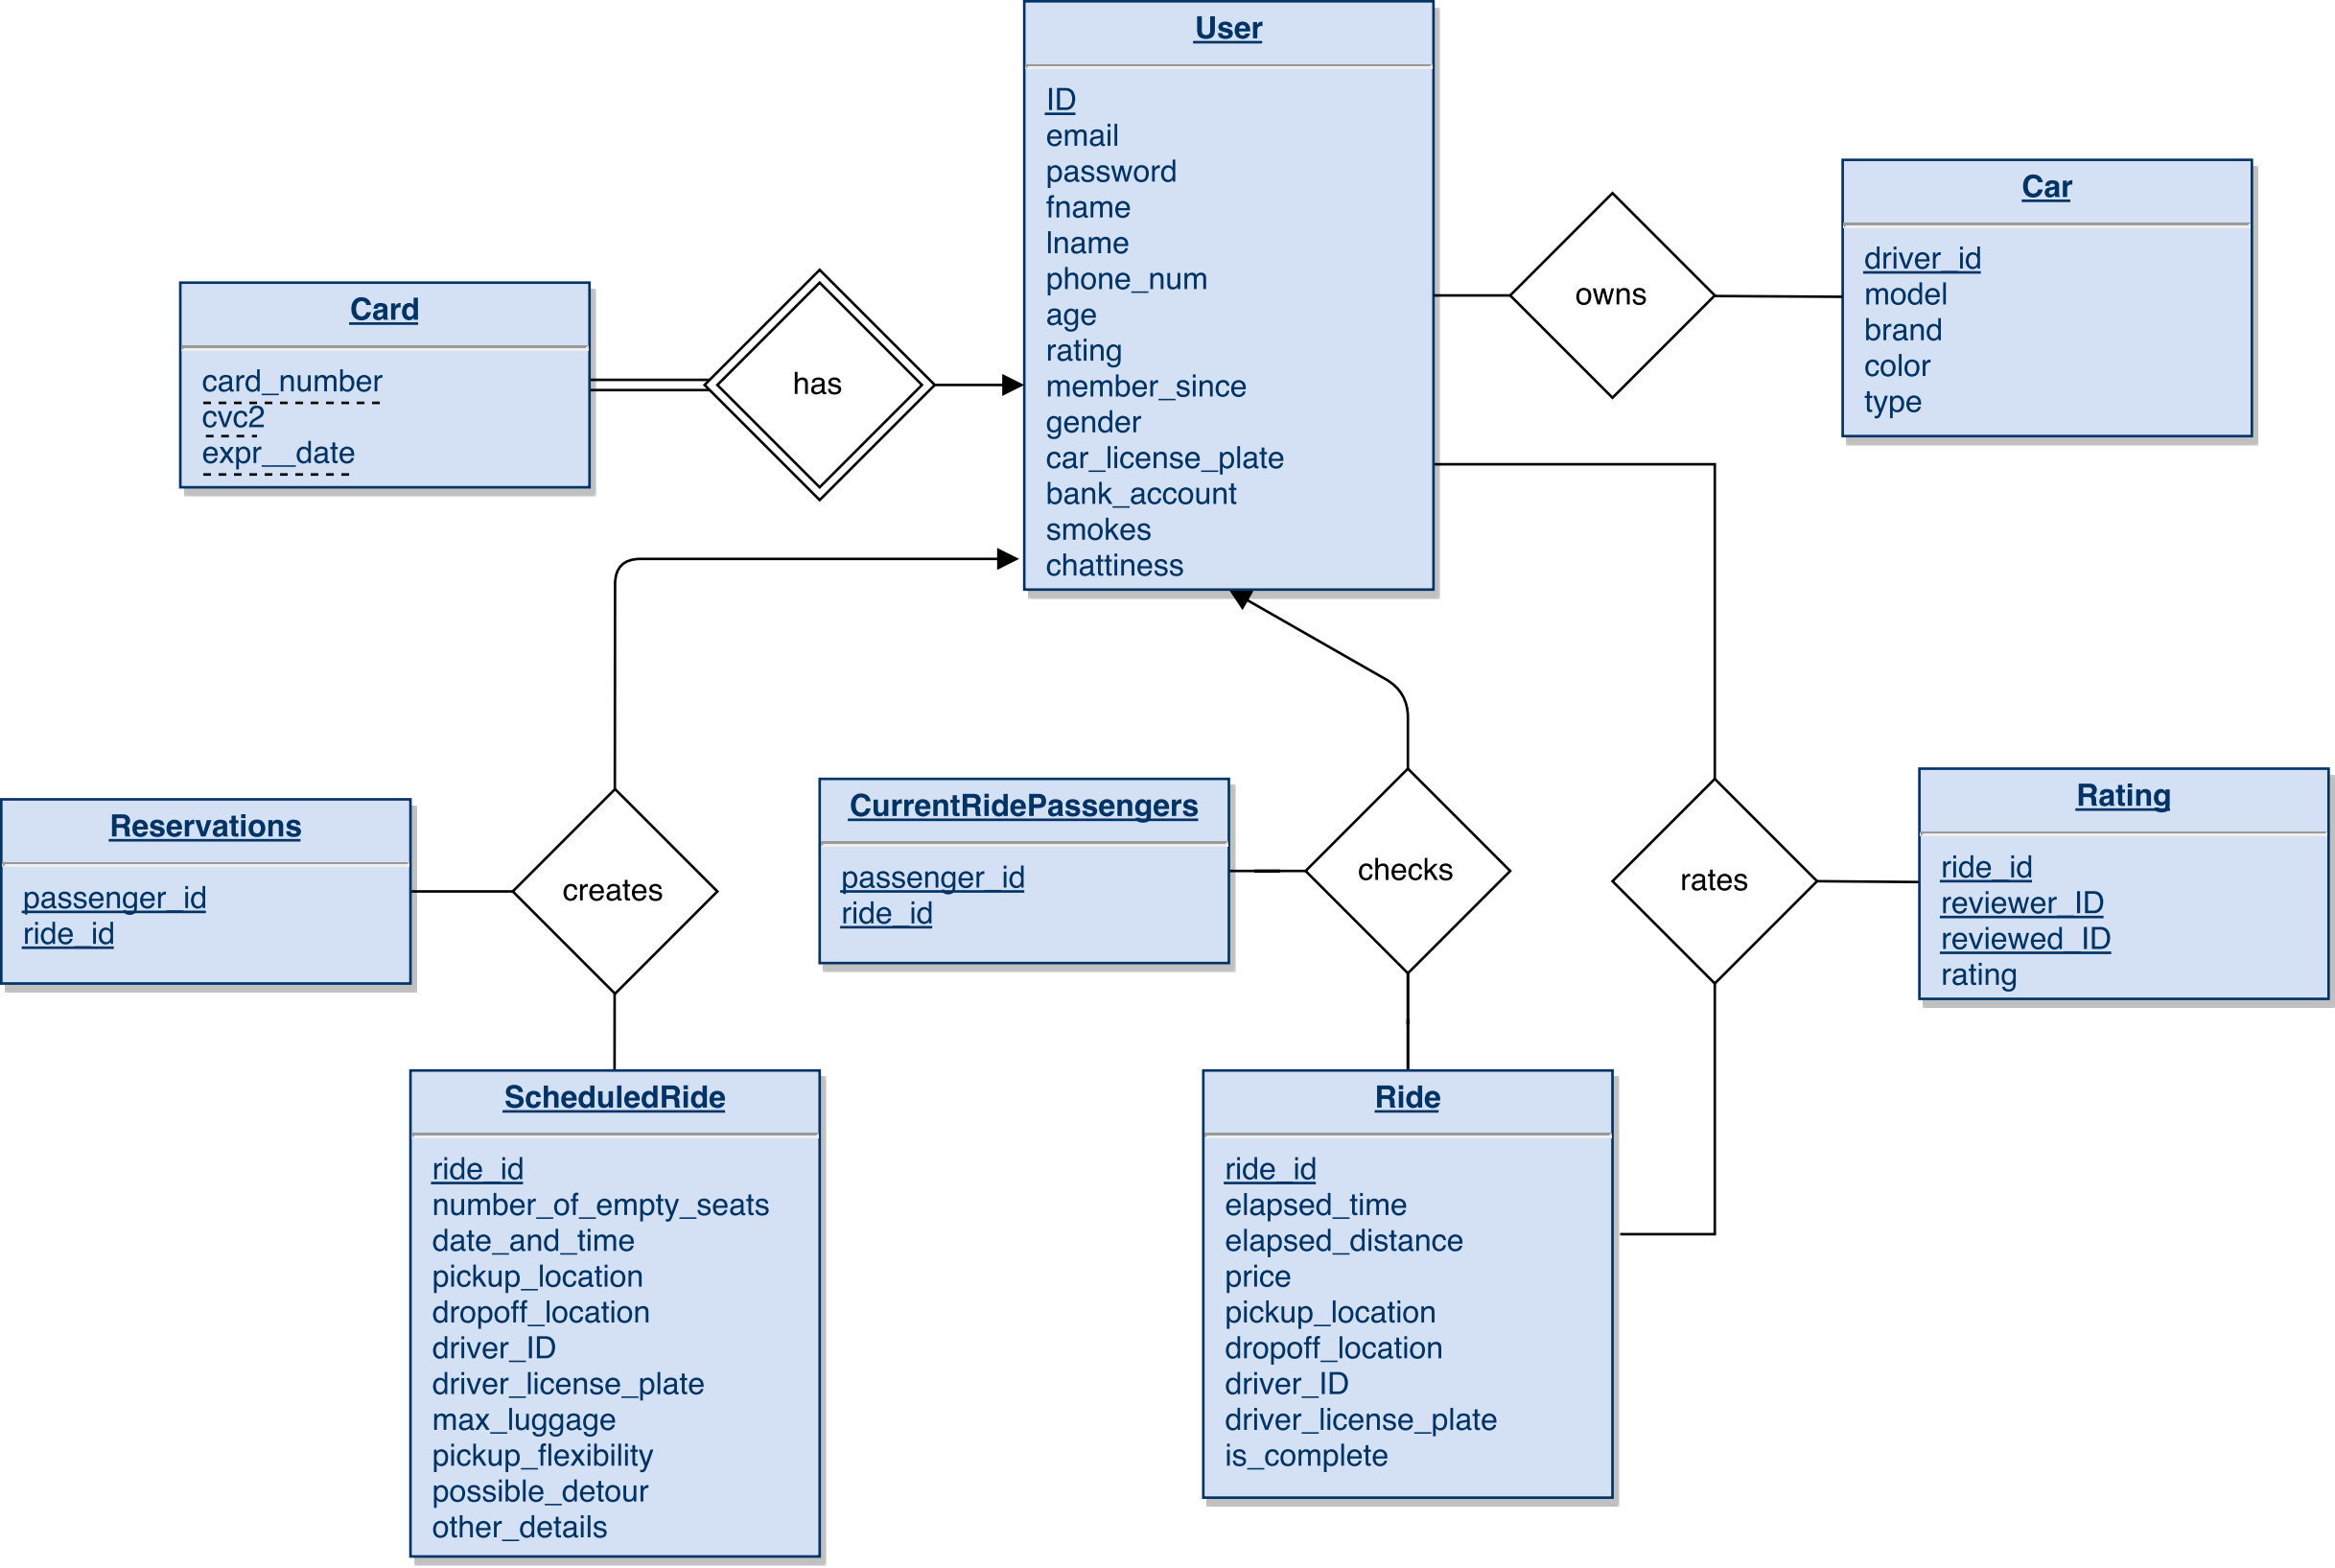 User
ID
email
password
fname
lname
phone_num
age
rating
member_since
gender
car_license_plate
bank_account
smokes
chattiness
owns
Car
driver_id
model
brand
color
type
Card
card_number
cvc2
expr__date
has
Reservations
passenger_id
ride_id
creates
CurrentRidePassengers
passenger_id
ride_id
checks
rates
Rating
ride_id
reviewer_ID
reviewed_ID
rating
ScheduledRide
ride_id
number_of_empty_seats
date_and_time
pickup_location
dropoff_location
driver_ID
driver_license_plate
max_luggage
pickup_flexibility
possible_detour
other_details
Ride
ride_id
elapsed_time
elapsed_distance
price
pickup_location
dropoff_location
driver_ID
driver_license_plate
is_complete